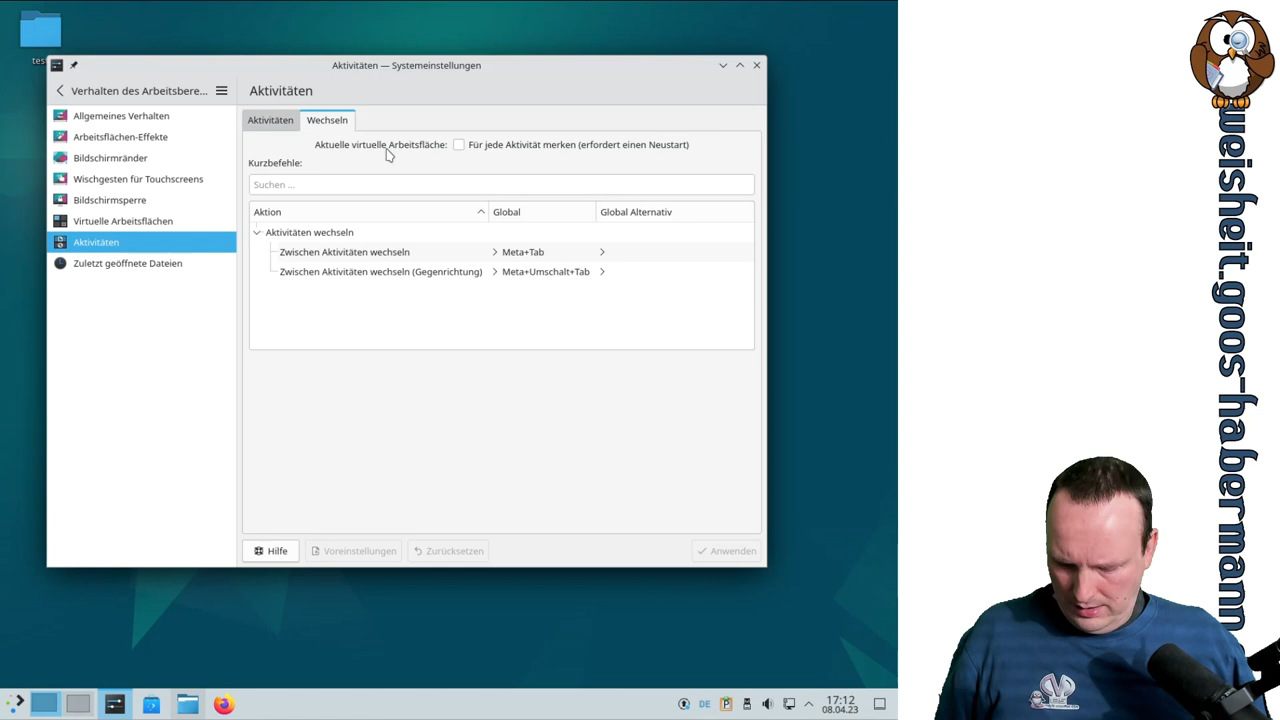 tes
Aktivitäten — Systemeinstellungen
Verhalten des Arbeitsbere...
Allgemeines Verhalten
Arbeitsflächen-Effekte
Bildschirmränder
Wischgesten für Touchscreens
Bildschirmsperre
Virtuelle Arbeitsflächen
Aktivitäten
Zuletzt geöffnete Dateien
Aktivitäten
Aktivitäten Wechseln
Aktuelle virtuelle Arbeitsfläche: Für jede Aktivität merken (erfordert einen Neustart)
Kurzbefehle:
Suchen ...
Aktion Global Global Alternativ
Aktivitäten wechseln
Zwischen Aktivitäten wechseln Meta+Tab
Zwischen Aktivitäten wechseln (Gegenrichtung) Meta+Umschalt+Tab
Hilfe Voreinstellungen Zurücksetzen Anwenden
DE
17:12
08.04.23
weisheit.goos-habermann